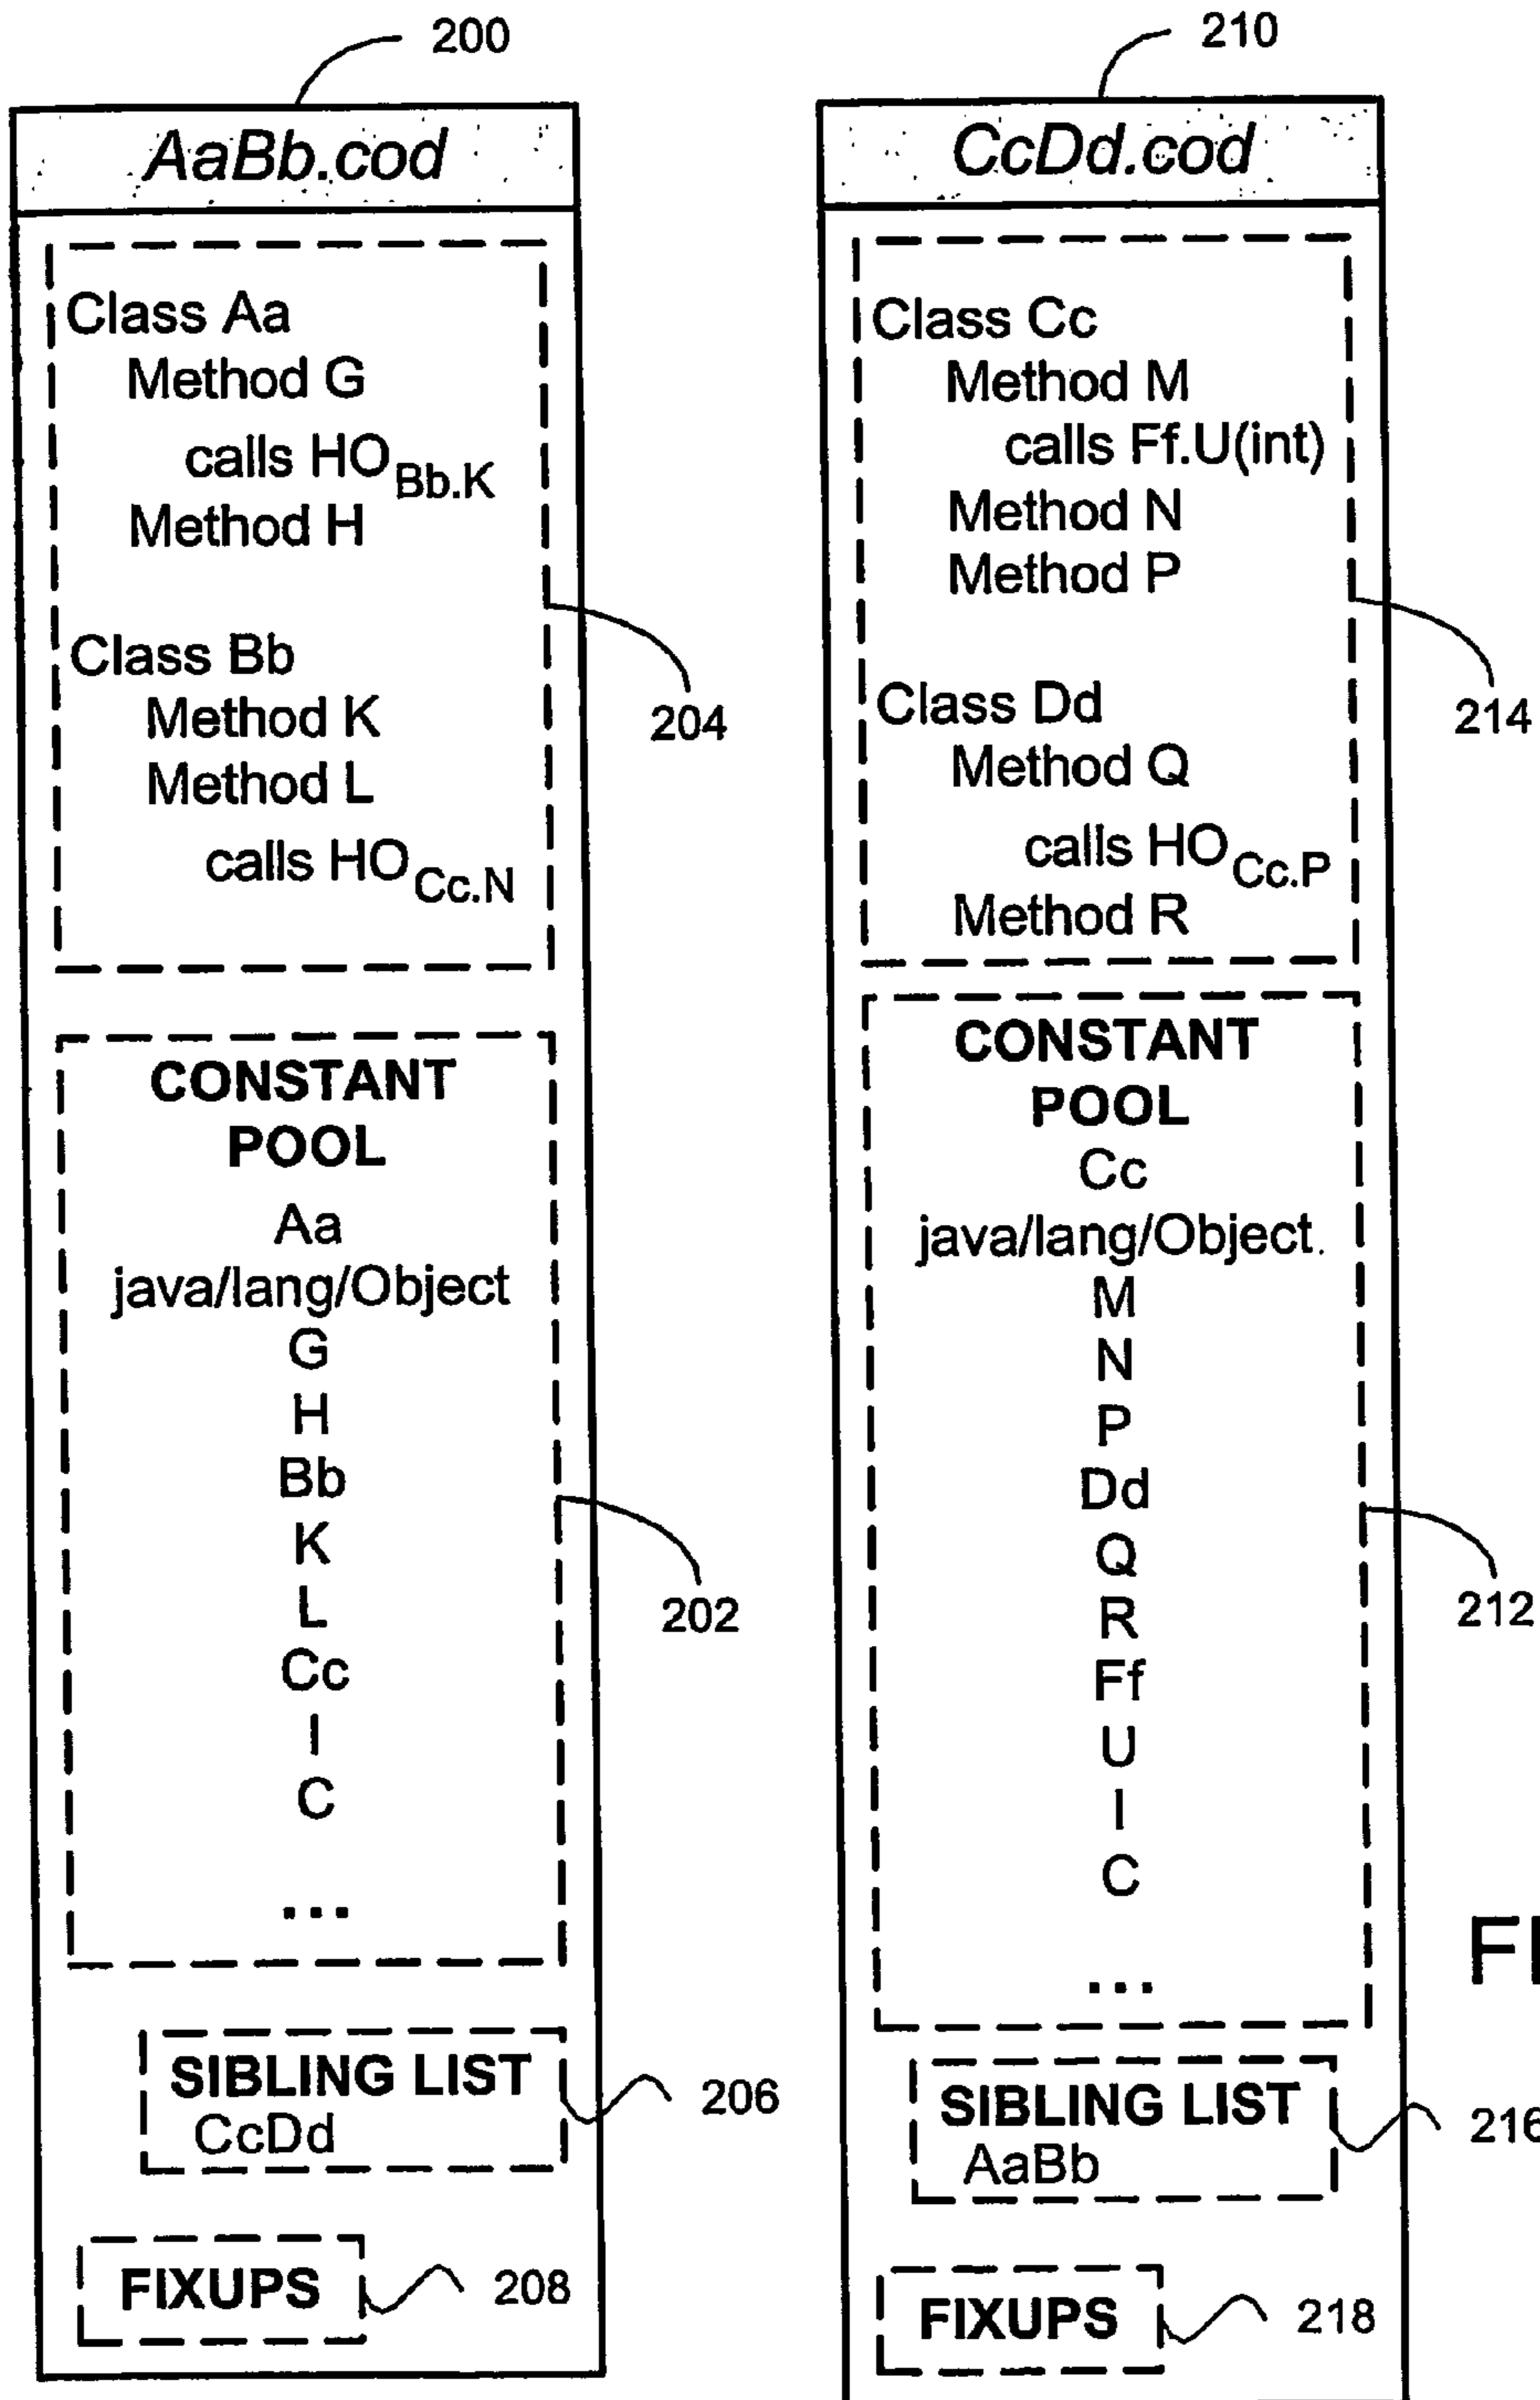 200
AaBb.cod
Class Aa
Method G
calls HO Bb.K
Method H
Class Bb
Method K
Method L
calls HO Cc.N
204
CONSTANT
POOL
Aa
java/lang/Object
G
H
Bb
K
L
Cc
I
C
...
202
SIBLING LIST
CcDd
206
FIXUPS
208
210
CcDd.cod
Class Cc
Method M
calls Ff.U(int)
Method N
Method P
Class Dd
Method Q
calls HO Cc.P
Method R
214
CONSTANT
POOL
Cc
java/lang/Object
M
N
P
Dd
Q
R
Ff
U
I
C
...
212
SIBLING LIST
AaBb
216
FIXUPS
218